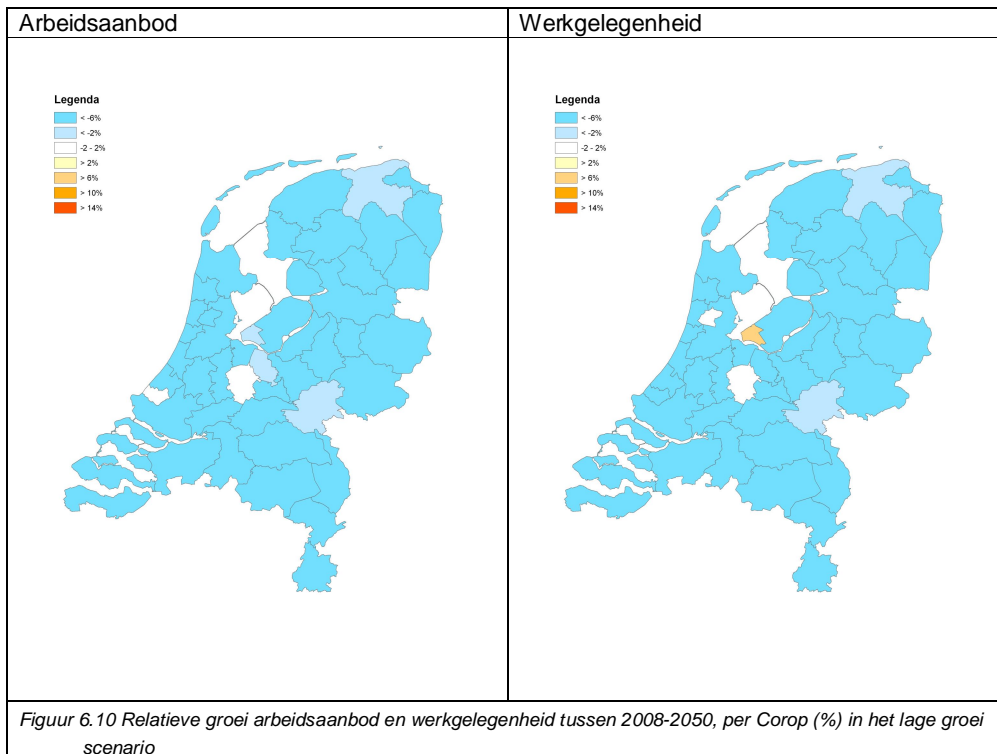 Arbeidsaanbod
Werkgelegenheid
Legenda
< -6%
< -2%
-2 - 2%
> 2%
> 6%
> 10%
> 14%
Legenda
< -6%
< -2%
-2 - 2%
> 2%
> 6%
> 10%
> 14%
Figuur 6.10 Relatieve groei arbeidsaanbod en werkgelegenheid tussen 2008-2050, per Corop (%) in het lage groei
scenario